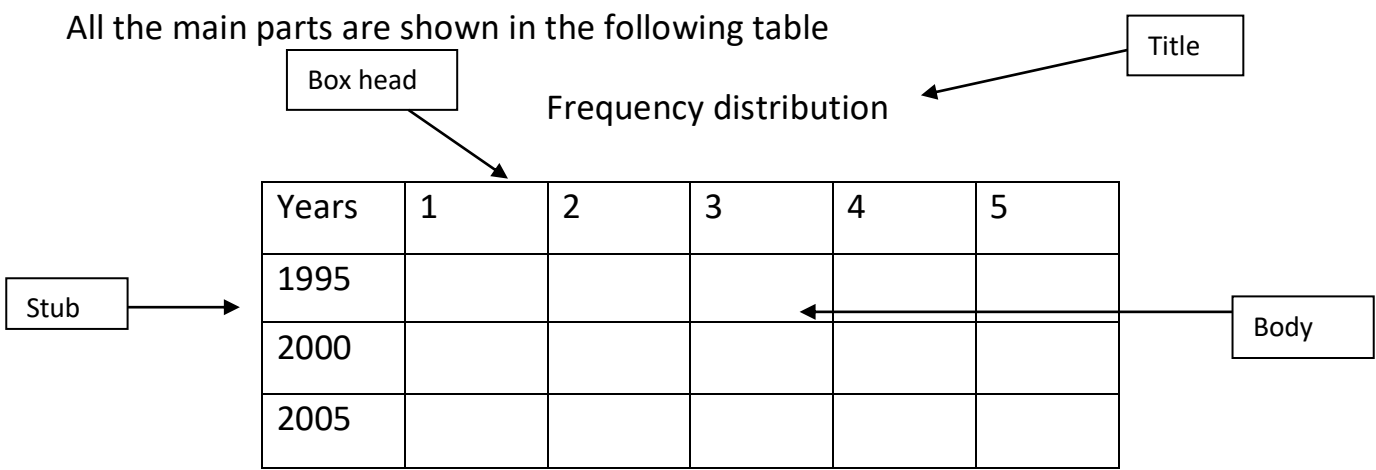 All the main parts are shown in the following table
Title
Box head
Frequency distribution
Years 1 2 3 4 5
1995
Stub
Body
2000
2005